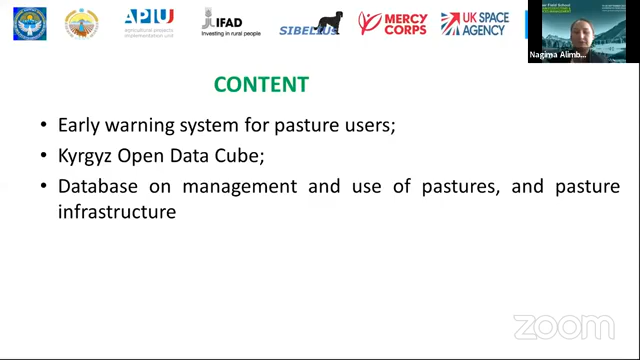 APIU
agricultural projects
implementation unit
IFAD
Investing in rural people
SIBELIUs
MERCY
CORPS
UK SPACE
AGENCY
Nagima Alimb...
CONTENT
• Early warning system for pasture users;
• Kyrgyz Open Data Cube;
• Database on management and use of pastures, and pasture
infrastructure
zoom